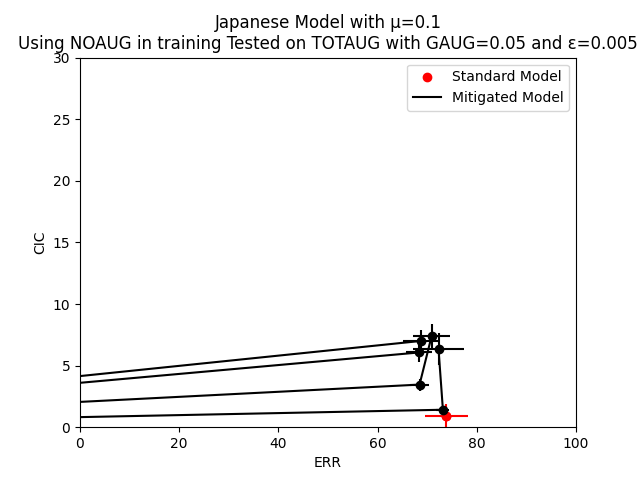 Japanese Model with μ=0.1
Using NOAUG in training Tested on TOTAUG with GAUG=0.05 and ε=0.005
Standard Model
Mitigated Model
30
25
20
15
10
5
0
CIC
0 20 40 60 80 100
ERR